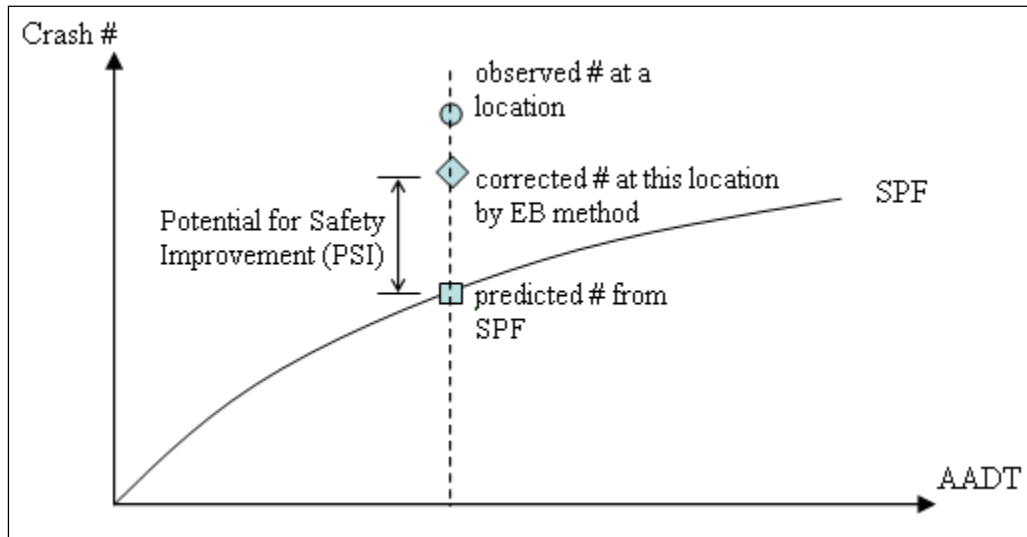 Crash #
observed # at a
location
corrected # at this location
by EB method
SPF
Potential for Safety
Improvement (PSI)
predicted # from
SPF
AADT